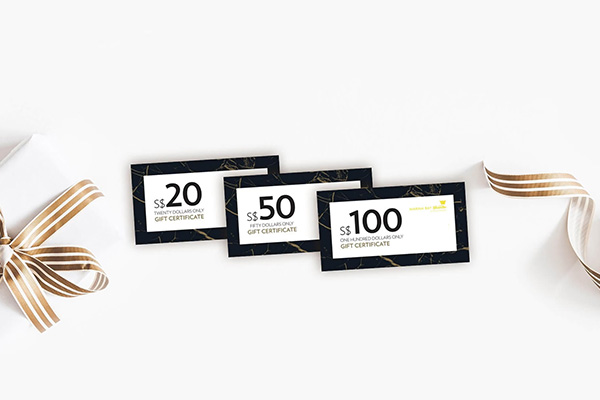 S$20
TWENTY DOLLARS ONLY
GIFT CERTIFICATE
S$50
FIFTY DOLLARS ONLY
GIFT CERTIFICATE
S$100
ONE HUNDRED DOLLARS ONLY
GIFT CERTIFICATE